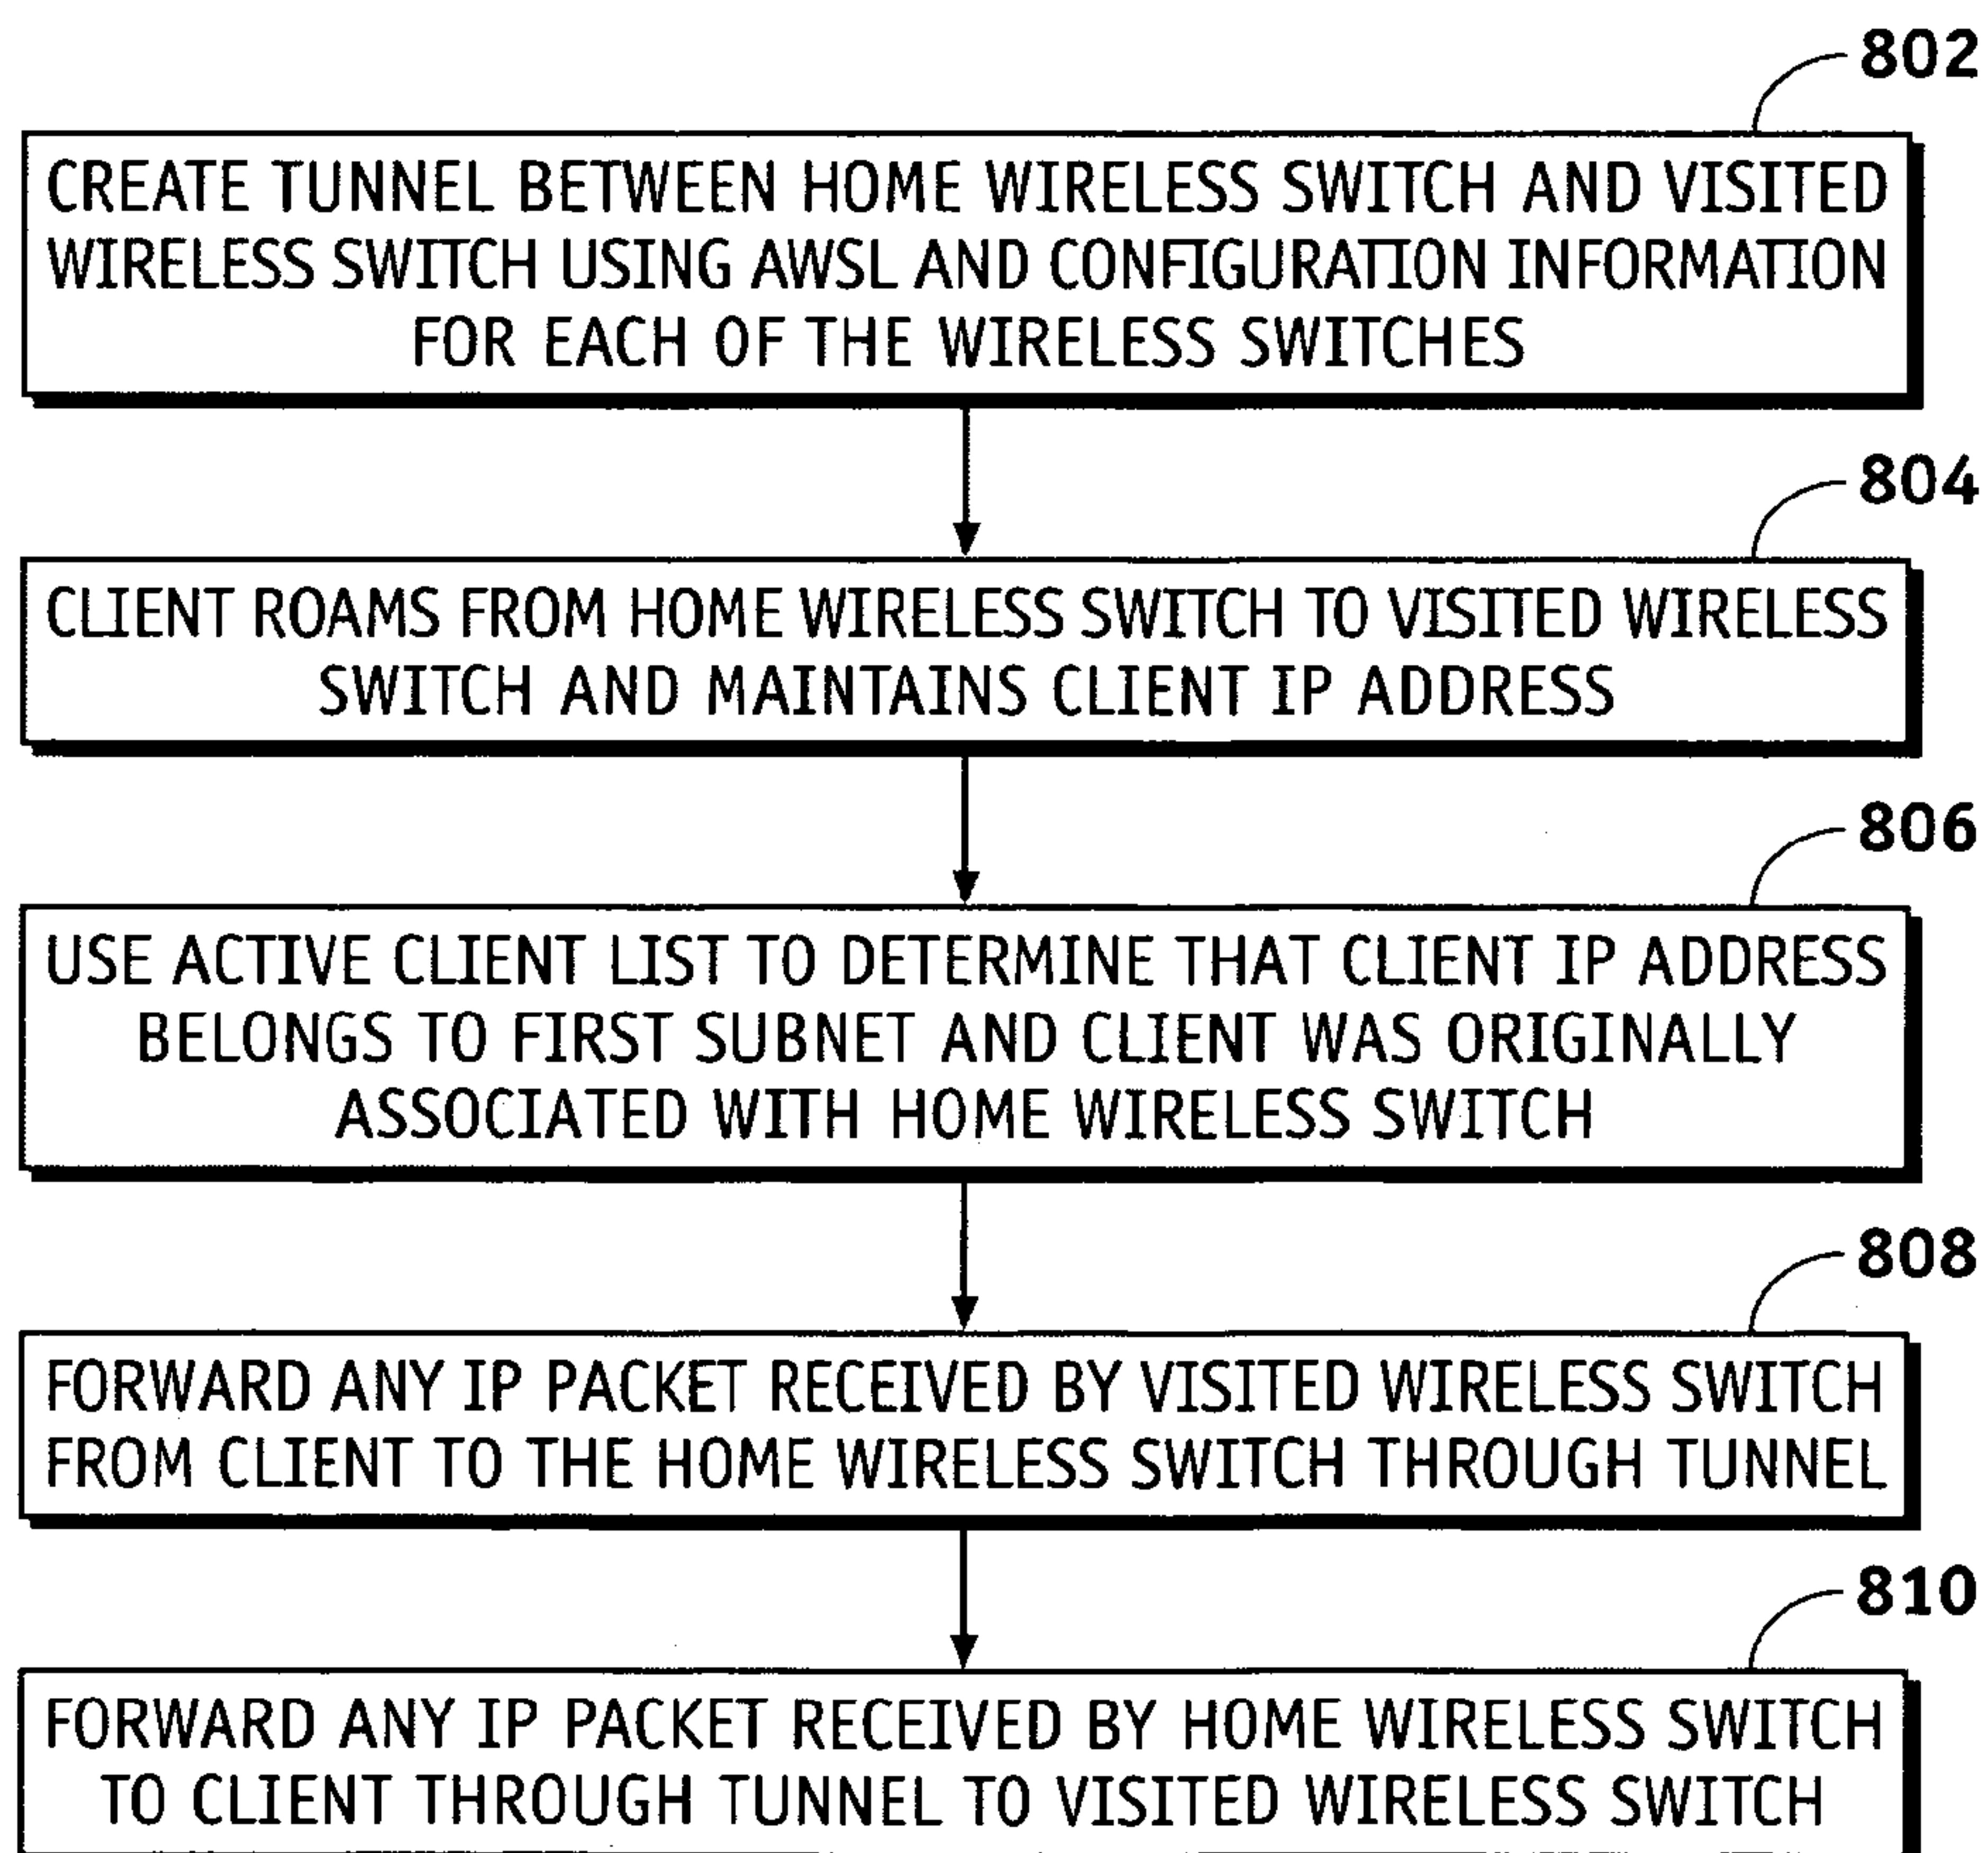 802
CREATE TUNNEL BETWEEN HOME WIRELESS SWITCH AND VISITED
WIRELESS SWITCH USING AWSL AND CONFIGURATION INFORMATION
FOR EACH OF THE WIRELESS SWITCHES
804
CLIENT ROAMS FROM HOME WIRELESS SWITCH TO VISITED WIRELESS
SWITCH AND MAINTAINS CLIENT IP ADDRESS
806
USE ACTIVE CLIENT LIST TO DETERMINE THAT CLIENT IP ADDRESS
BELONGS TO FIRST SUBNET AND CLIENT WAS ORIGINALLY
ASSOCIATED WITH HOME WIRELESS SWITCH
808
FORWARD ANY IP PACKET RECEIVED BY VISITED WIRELESS SWITCH
FROM CLIENT TO THE HOME WIRELESS SWITCH THROUGH TUNNEL
810
FORWARD ANY IP PACKET RECEIVED BY HOME WIRELESS SWITCH
TO CLIENT THROUGH TUNNEL TO VISITED WIRELESS SWITCH